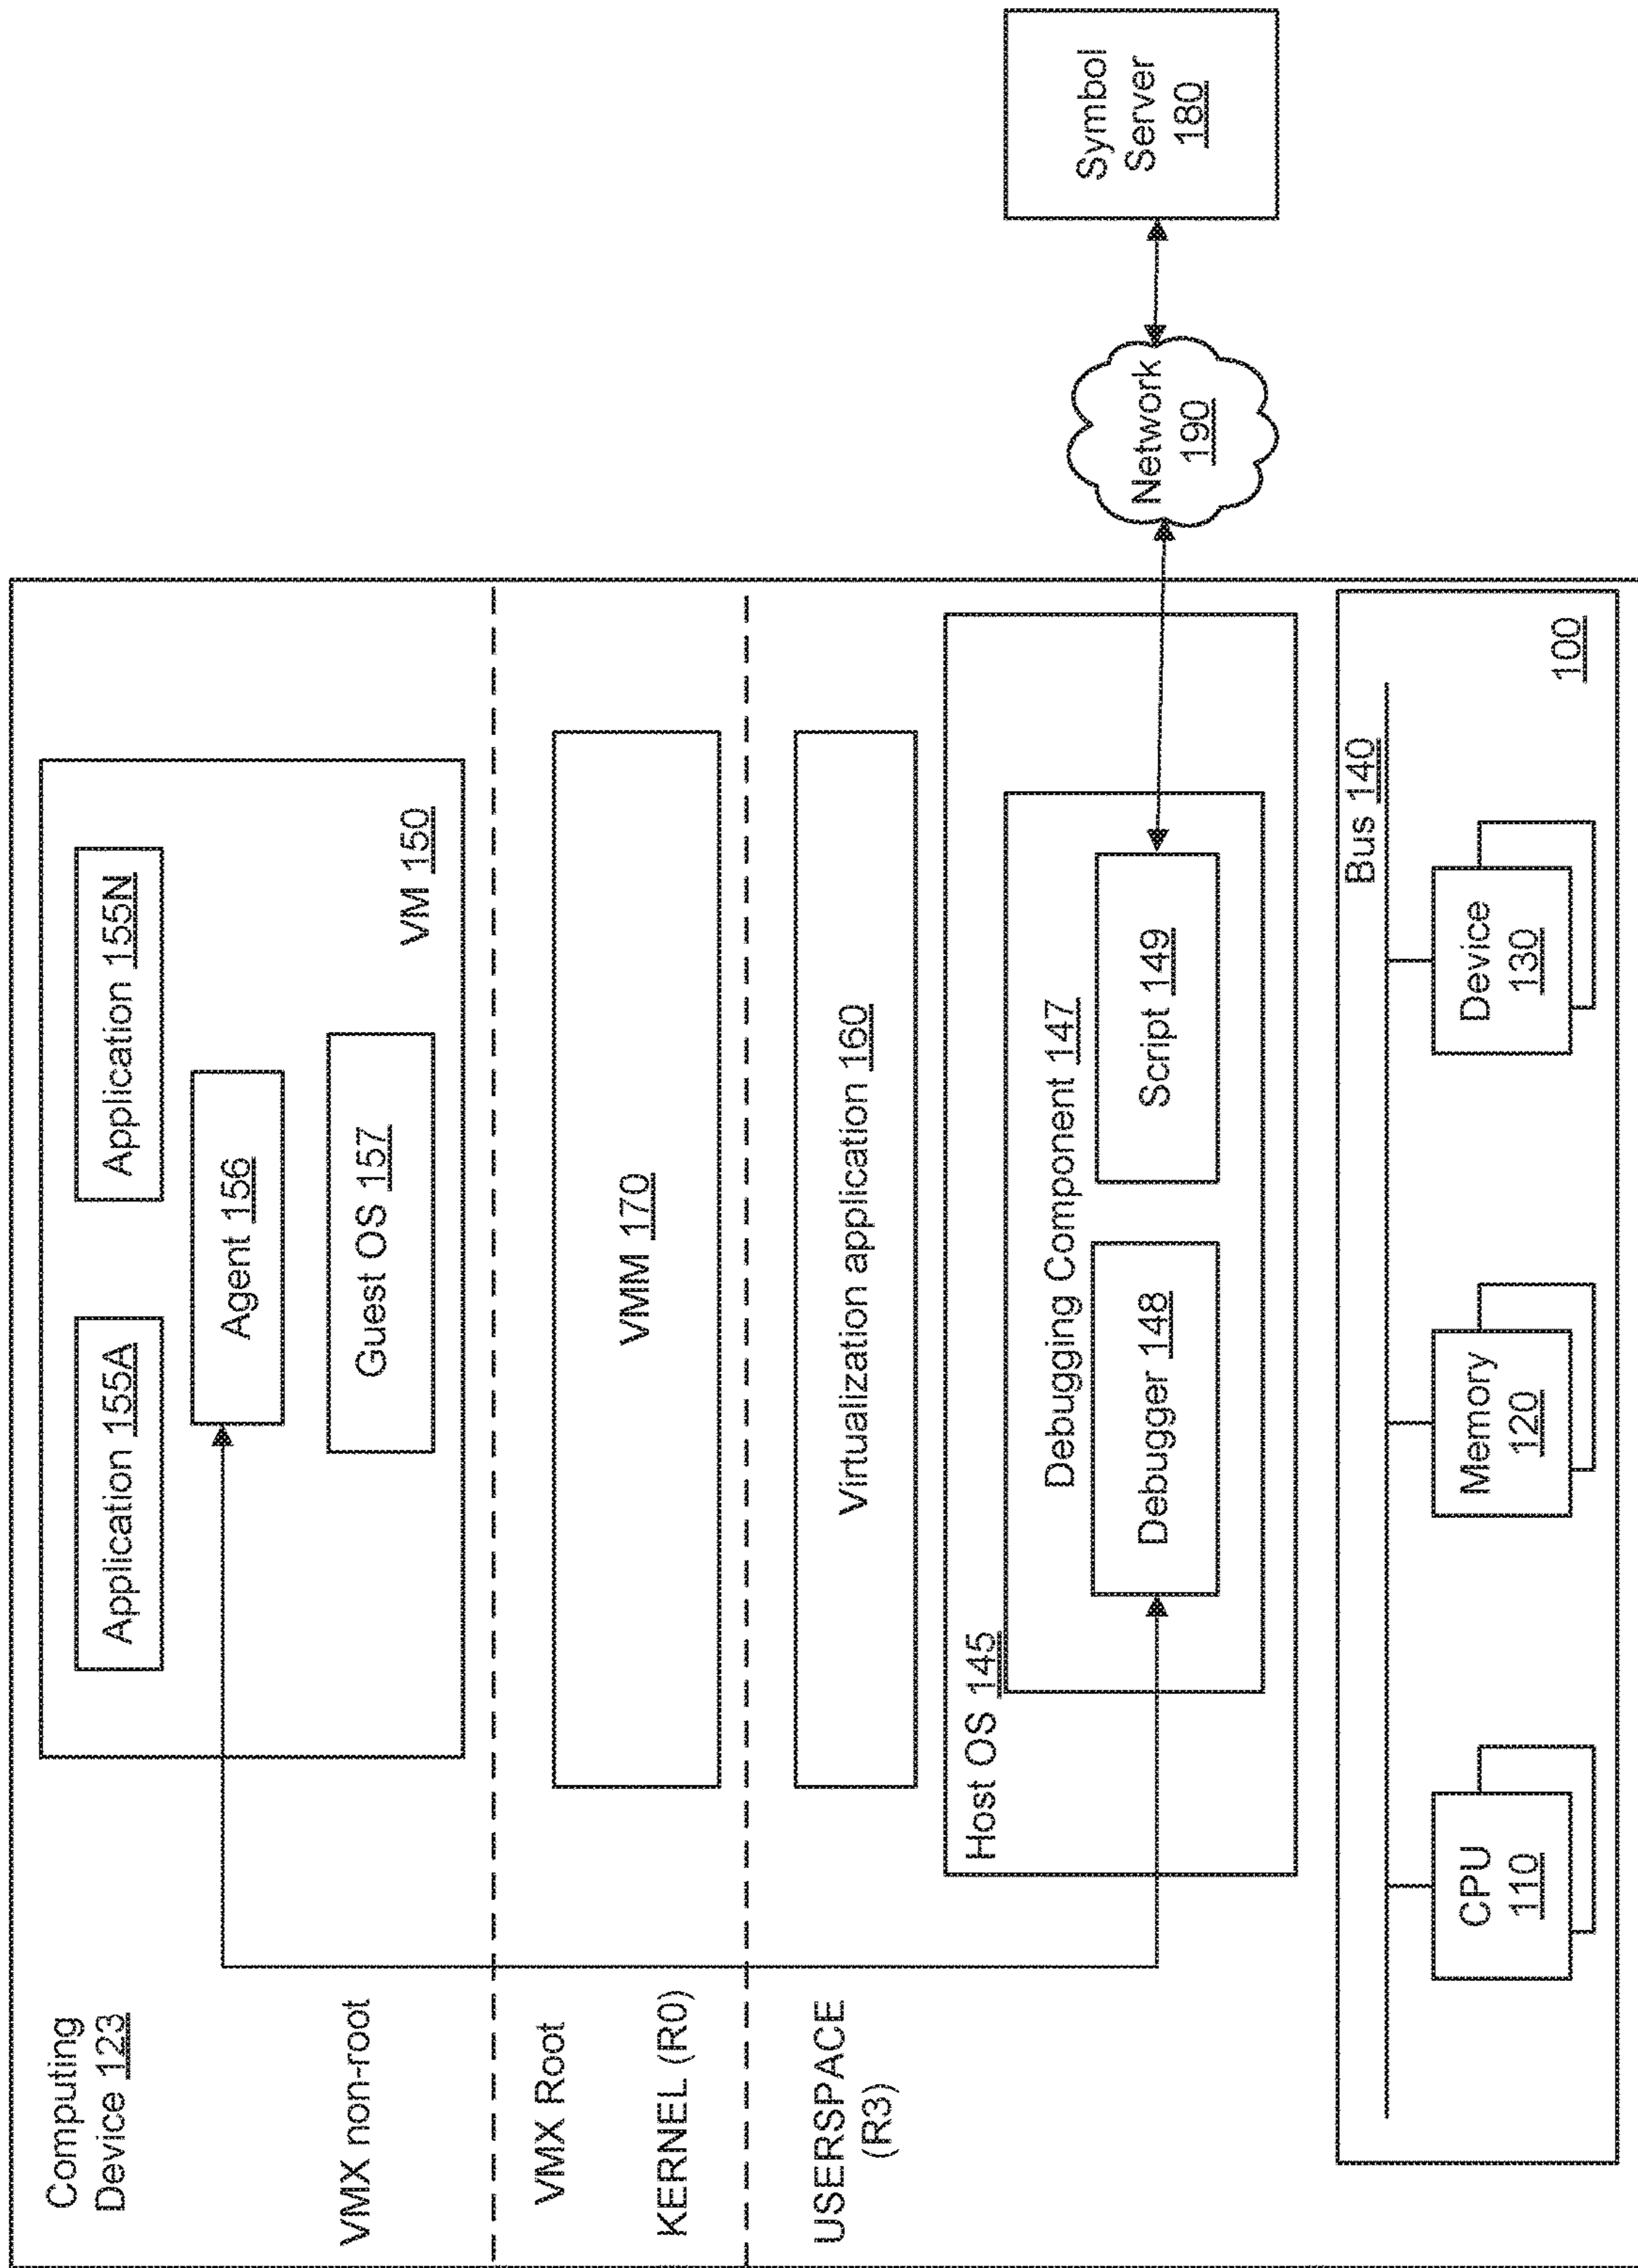 Computing
Device 123
Application 155A
Application 155N
Agent 156
Guest OS 157
VM 150
VMX non-root
VMX Root
VMM 170
KERNEL (R0)
USERSPACE
(R3)
Virtualization application 160
Host OS 145
Debugging Component 147
Debugger 148
Script 149
Network
190
Symbol
Server
180
Bus 140
CPU
110
Memory
120
Device
130
100